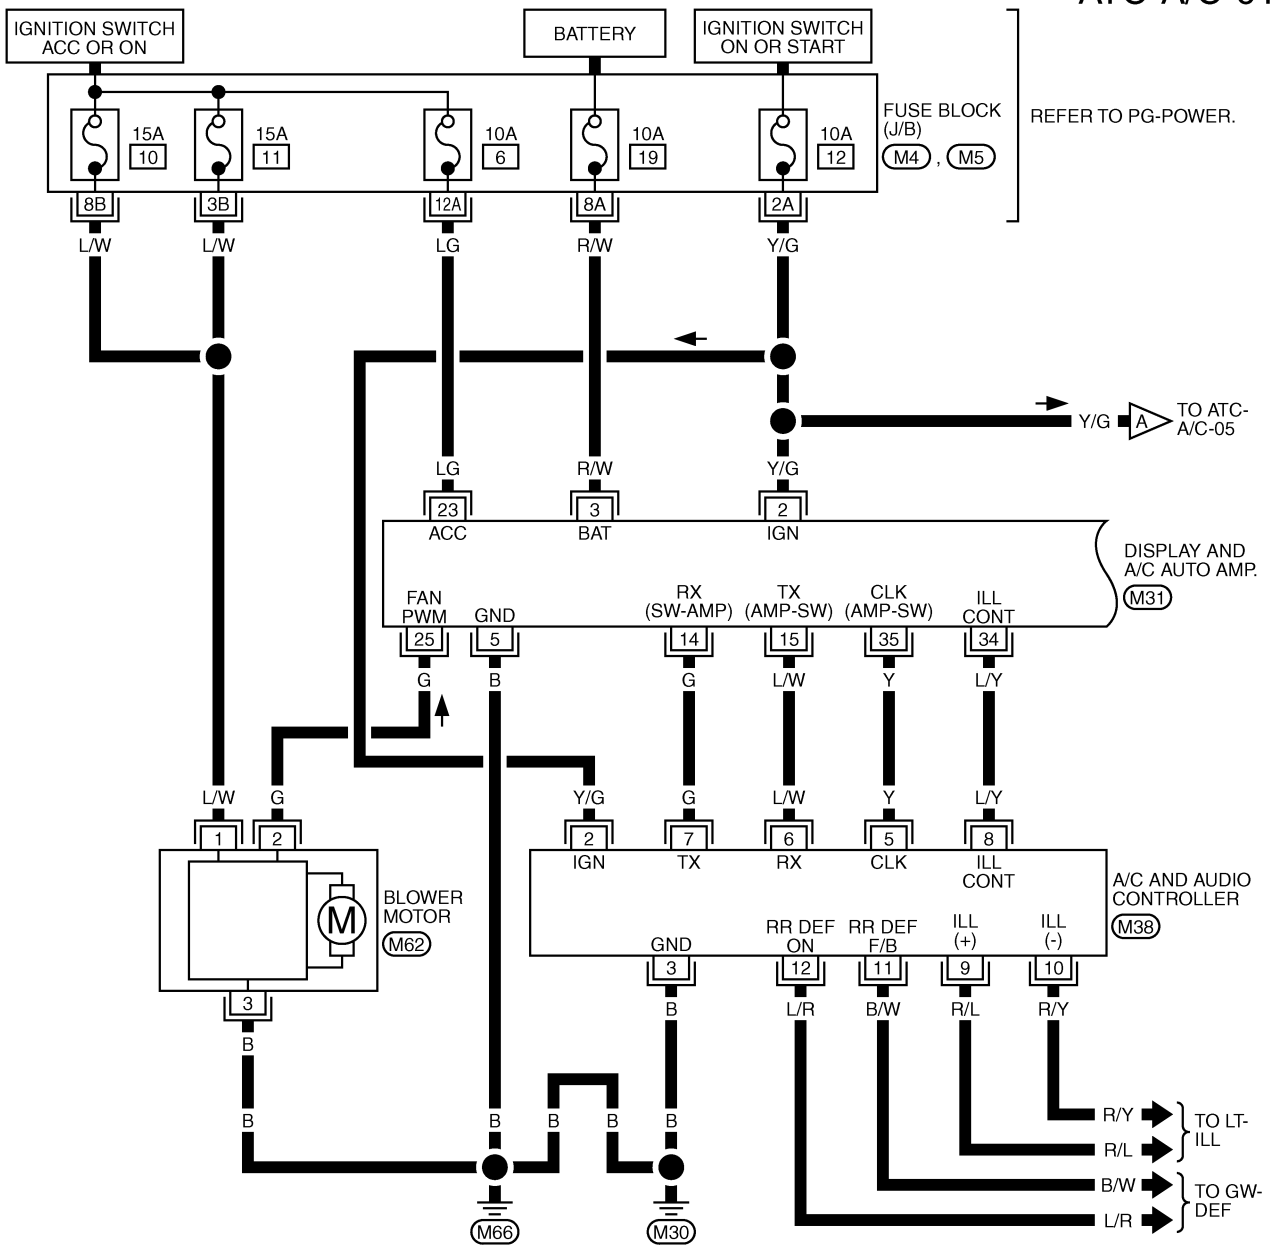 IGNITION SWITCH
ACC OR ON
BATTERY
IGNITION SWITCH
ON OR START
15A
10
15A
11
10A
6
10A
19
10A
12
FUSE BLOCK
(J/B)
M4 , M5
REFER TO PG-POWER.
8B 3B 12A 8A 2A
L/W L/W LG R/W Y/G
Y/G A TO ATC-
A/C-05
LG R/W Y/G
23 3 2
ACC BAT IGN
DISPLAY AND
A/C AUTO AMP.
M31
FAN
PWM
GND
RX
(SW-AMP)
TX
(AMP-SW)
CLK
(AMP-SW)
ILL
CONT
25 5 14 15 35 34
G B G L/W Y L/Y
L/W G Y/G G L/W Y L/Y
1 2 2 7 6 5 8
IGN TX RX CLK ILL
CONT
BLOWER
MOTOR
M62
M
A/C AND AUDIO
CONTROLLER
M38
GND
RR DEF
ON
RR DEF
F/B
ILL
(+)
ILL
(-)
3 3 12 11 9 10
B B L/R B/W R/L R/Y
B B B B B
R/Y
R/L
TO LT-
ILL
B/W
L/R
TO GW-
DEF
M66 M30